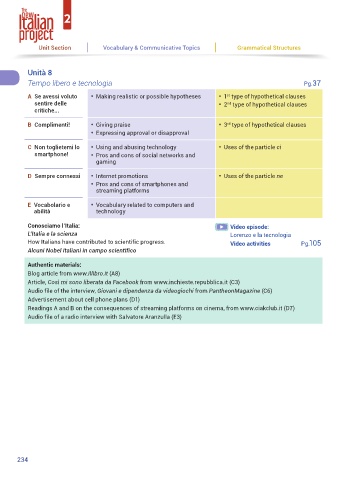 The
new
Italian
project
2
Unit Section Vocabulary & Communicative Topics Grammatical Structures
Unità 8
Tempo libero e tecnologia Pg.37
A Se avessi voluto sentire delle critiche...
• Making realistic or possible hypotheses
• 1st type of hypothetical clauses
• 2nd type of hypothetical clauses
B Complimenti!
• Giving praise
• Expressing approval or disapproval
• 3rd type of hypothetical clauses
C Non toglietemi lo smartphone!
• Using and abusing technology
• Pros and cons of social networks and gaming
• Uses of the particle ci
D Sempre connessi
• Internet promotions
• Pros and cons of smartphones and streaming platforms
• Uses of the particle ne
E Vocabolario e abilità
• Vocabulary related to computers and technology
Conosciamo l'Italia:
L'Italia e la scienza
How Italians have contributed to scientific progress.
Alcuni Nobel italiani in campo scientifico
Video episode:
Lorenzo e la tecnologia
Video activities Pg.105
Authentic materials:
Blog article from www.illibro.it (A8)
Article, Così mi sono liberata da Facebook from www.inchieste.repubblica.it (C3)
Audio file of the interview, Giovani e dipendenza da videogiochi from PantheonMagazine (C6)
Advertisement about cell phone plans (D1)
Readings A and B on the consequences of streaming platforms on cinema, from www.ciakclub.it (D7)
Audio file of a radio interview with Salvatore Aranzulla (E3)
234